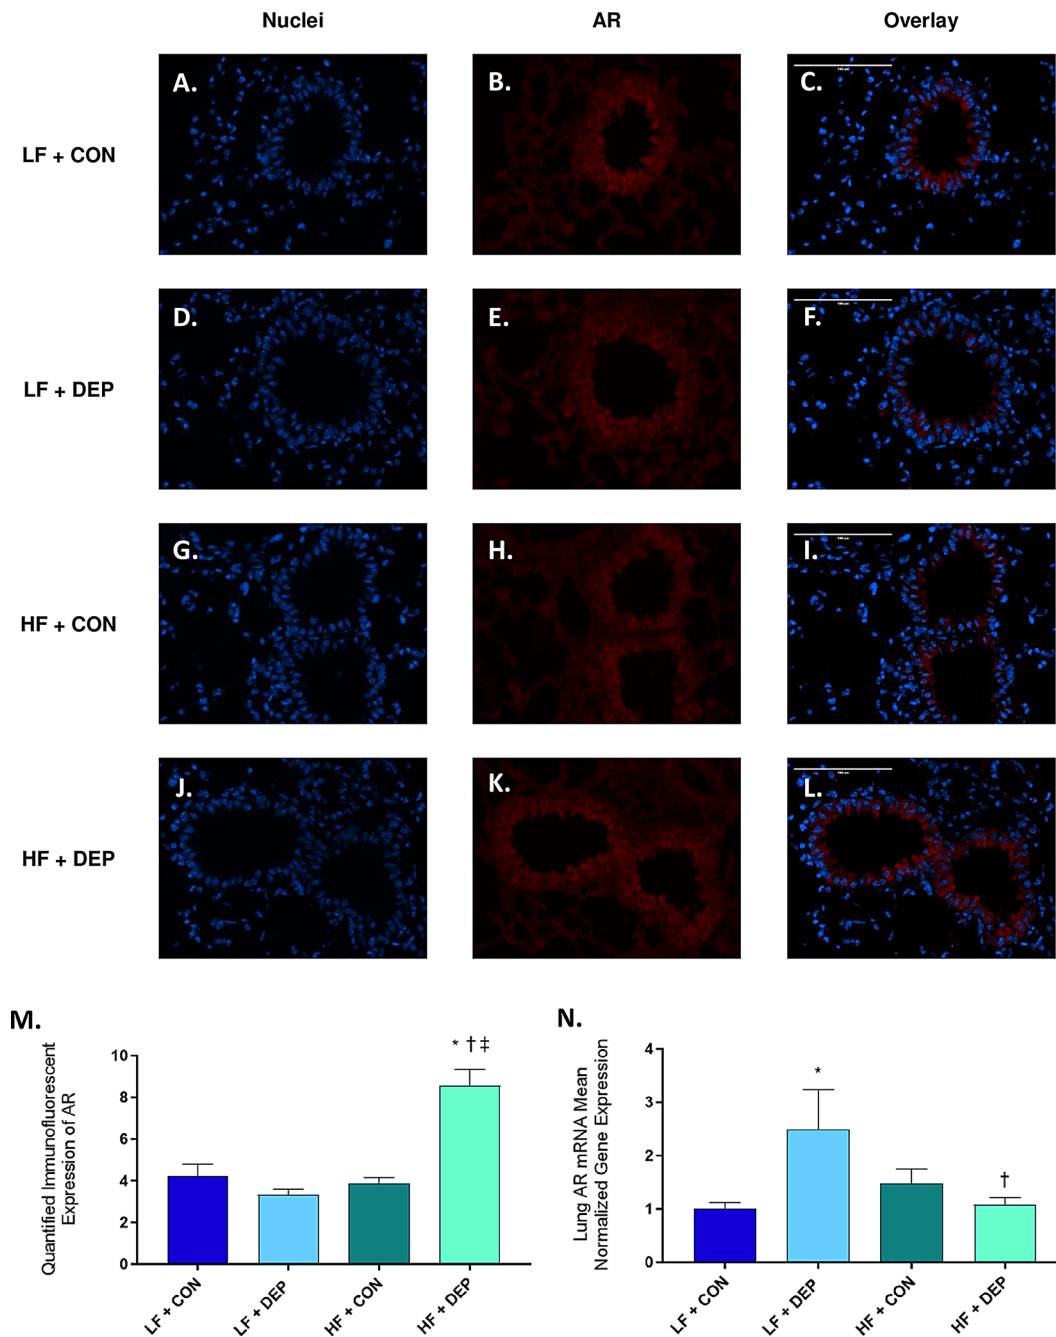 Nuclei AR Overlay
LF + CON
A. B. C.
LF + DEP
D. E. F.
HF + CON
G. H. I.
HF + DEP
J. K. L.
M.
Quantified Immunofluorescent
Expression of AR
10
8
6
4
2
0
* † ‡
LF + CON
LF + DEP
HF + CON
HF + DEP
N.
Lung AR mRNA Mean
Normalized Gene Expression
4
3
2
1
0
*
†
LF + CON
LF + DEP
HF + CON
HF + DEP